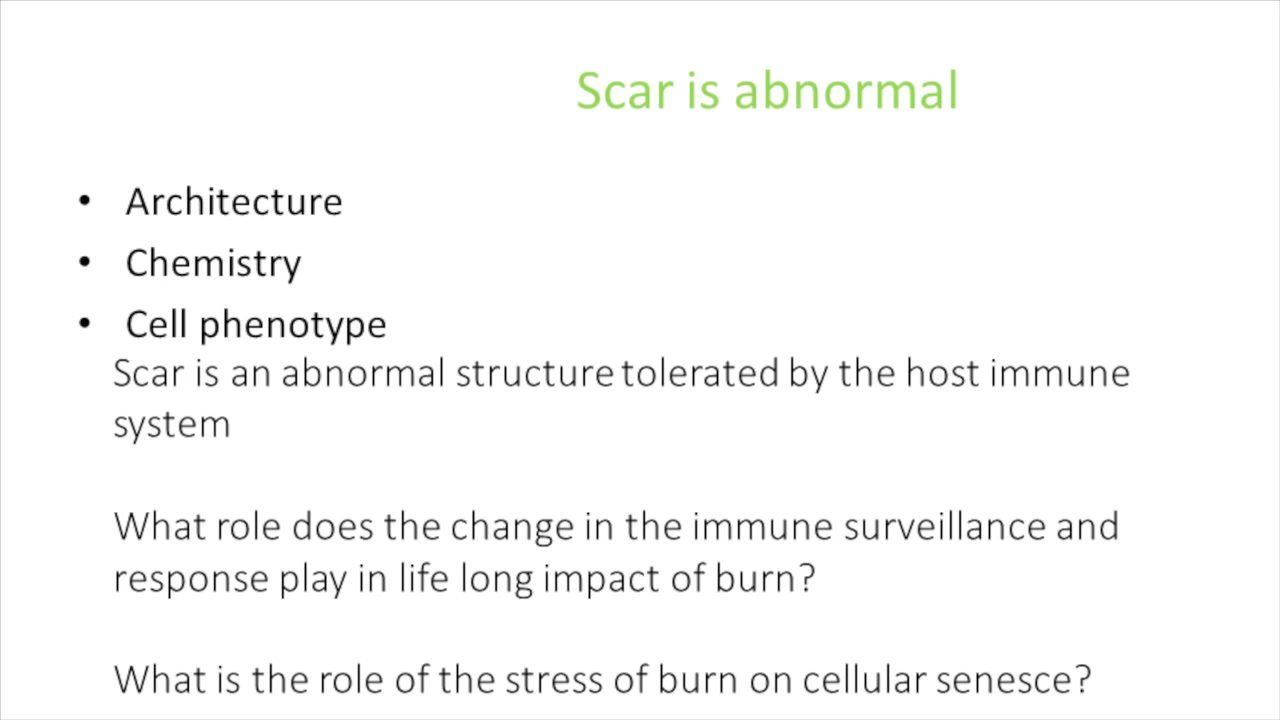 Scar is abnormal
• Architecture
• Chemistry
• Cell phenotype
Scar is an abnormal structure tolerated by the host immune
system
What role does the change in the immune surveillance and
response play in life long impact of burn?
What is the role of the stress of burn on cellular senesce?